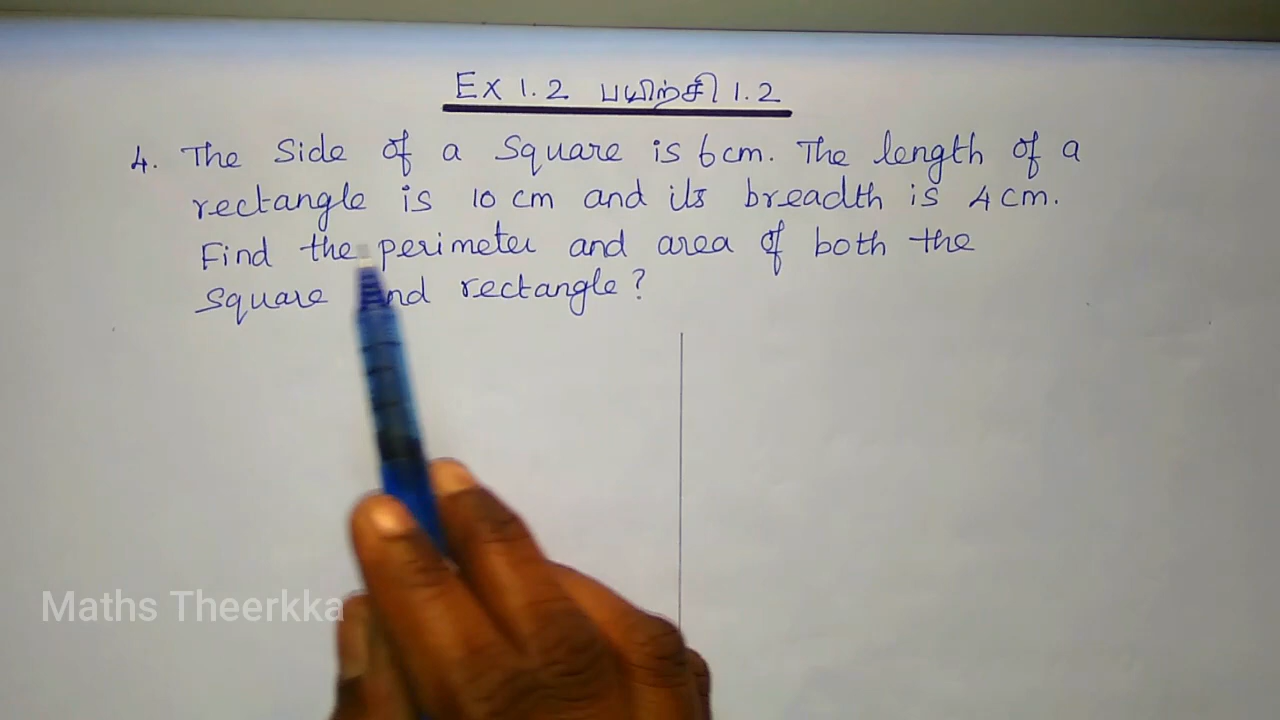 Ex 1.2 பயிற்சி 1.2
4. The Side of a Square is 6cm. The length of a
rectangle is 10 cm and its breadth is 4 cm.
Find the perimeter and area of both the
Square and rectangle?
Maths Theerkka